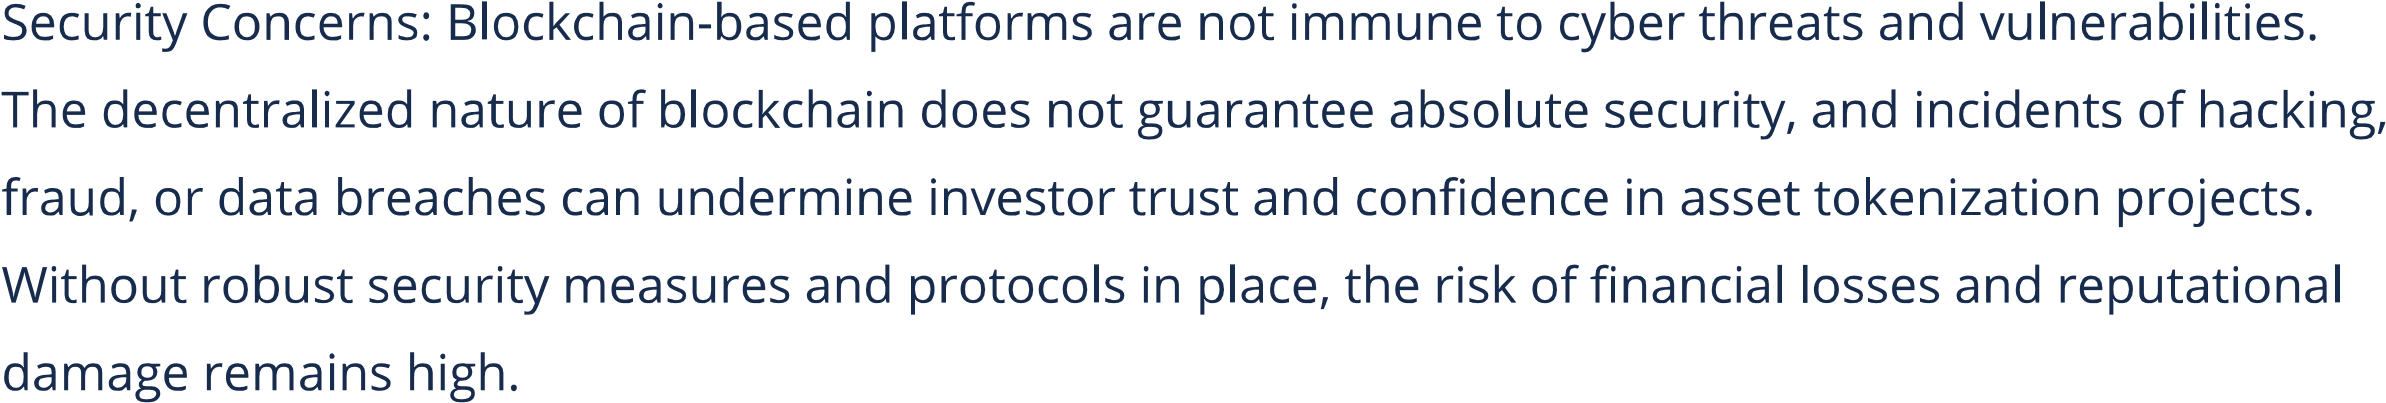 Security Concerns: Blockchain-based platforms are not immune to cyber threats and vulnerabilities.
The decentralized nature of blockchain does not guarantee absolute security, and incidents of hacking,
fraud, or data breaches can undermine investor trust and confidence in asset tokenization projects.
Without robust security measures and protocols in place, the risk of financial losses and reputational
damage remains high.